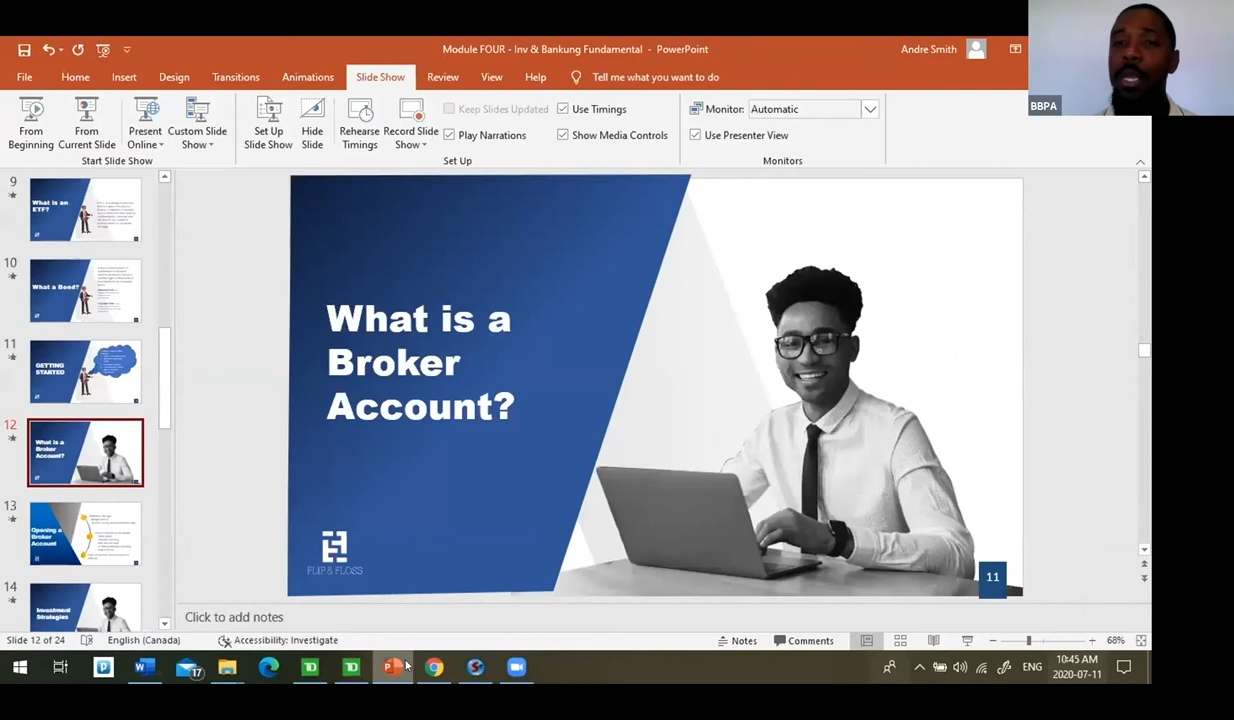 Module FOUR - Inv & Bankung Fundamental - PowerPoint
Andre Smith
BBPA
File Home Insert Design Transitions Animations Slide Show Review View Help Tell me what you want to do
From Beginning
From Current Slide
Present Online
Custom Slide Show
Start Slide Show
Set Up Slide Show
Hide Slide
Rehearse Timings
Record Slide Show
Keep Slides Updated
Play Narrations
Use Timings
Show Media Controls
Set Up
Monitor: Automatic
Use Presenter View
Monitors
9
What is an
ETF?
10
What a Bond?
11
GETTING
STARTED
12
What is a
Broker
Account?
13
Opening a
Broker
Account
14
Investment
Strategies
What is a
Broker
Account?
FLIP & FLOSS
11
Click to add notes
Slide 12 of 24 English (Canada) Accessibility: Investigate Notes Comments 68%
17
ENG
10:45 AM
2020-07-11